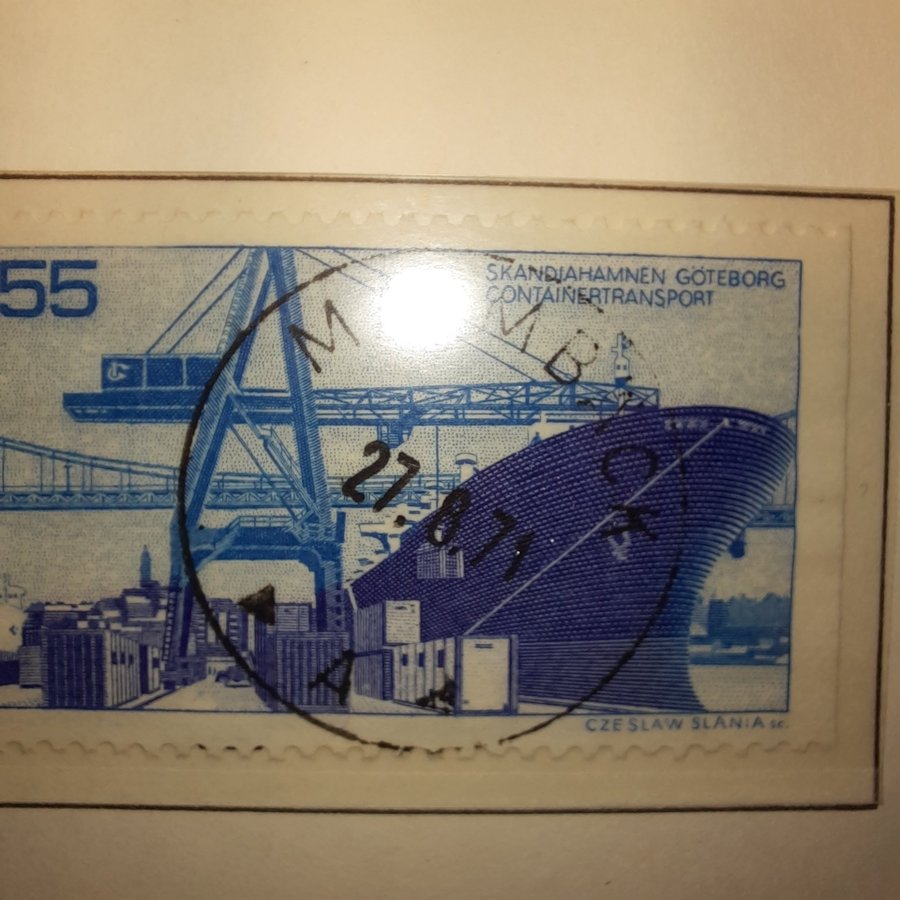 55
SKANDIAHAMNEN GÖTEBORG
CONTAINERTRANSPORT
27.8.71
A A
CZESLAW SLANIA sc.